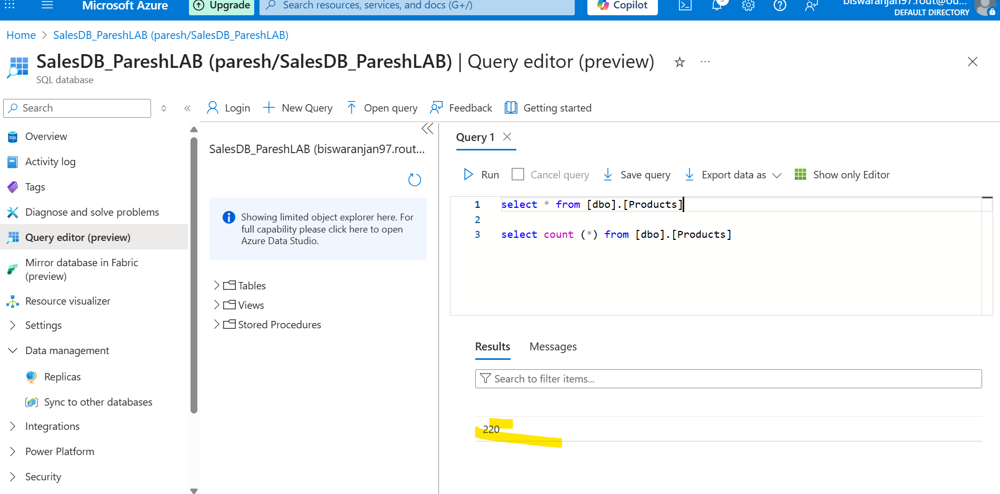 Microsoft Azure
Upgrade
Search resources, services, and docs (G+/)
Copilot
DEFAULT DIRECTORY
Home > SalesDB_PareshLAB (paresh/SalesDB_PareshLAB)
SalesDB_PareshLAB (paresh/SalesDB_PareshLAB) | Query editor (preview)
SQL database
Search
Login
New Query
Open query
Feedback
Getting started
Overview
Activity log
Tags
Diagnose and solve problems
Query editor (preview)
Mirror database in Fabric
(preview)
Resource visualizer
Settings
Data management
Replicas
Sync to other databases
Integrations
Power Platform
Security
SalesDB_PareshLAB (biswaranjan97.rout...
Showing limited object explorer here. For
full capability please click here to open
Azure Data Studio.
Tables
Views
Stored Procedures
Query 1
Run
Cancel query
Save query
Export data as
Show only Editor
1 select * from [dbo].[Products]
2
3 select count (*) from [dbo].[Products]
Results
Messages
Search to filter items...
220